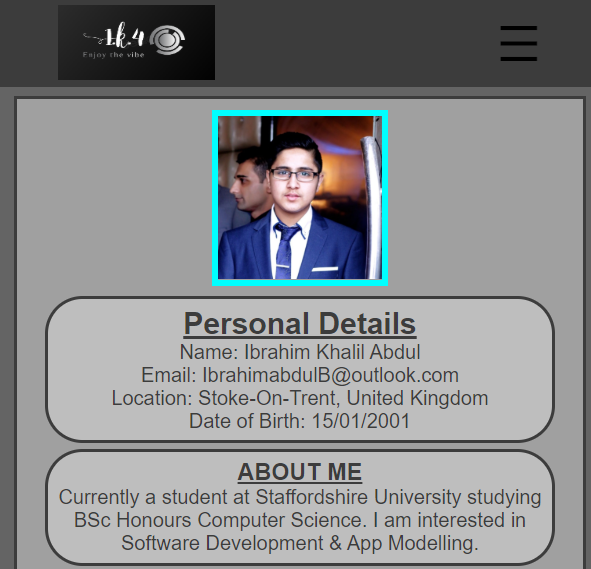 I.k.4
Enjoy the vibe
Personal Details
Name: Ibrahim Khalil Abdul
Email: IbrahimabdulB@outlook.com
Location: Stoke-On-Trent, United Kingdom
Date of Birth: 15/01/2001
ABOUT ME
Currently a student at Staffordshire University studying
BSc Honours Computer Science. I am interested in
Software Development & App Modelling.